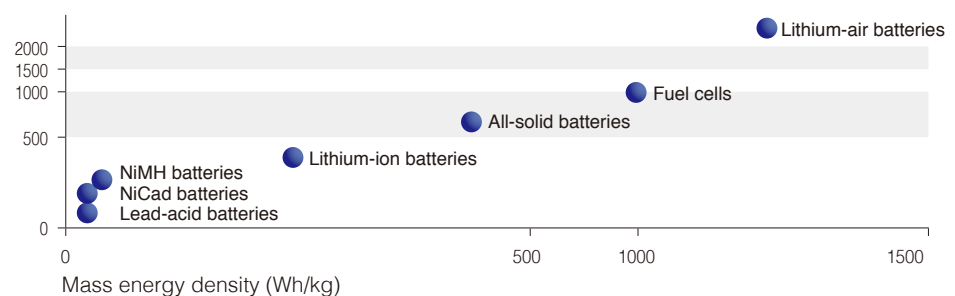 Lithium-air batteries
2000
1500
1000
Fuel cells
All-solid batteries
500
Lithium-ion batteries
NiMH batteries
NiCad batteries
Lead-acid batteries
0
0 500 1000 1500
Mass energy density (Wh/kg)